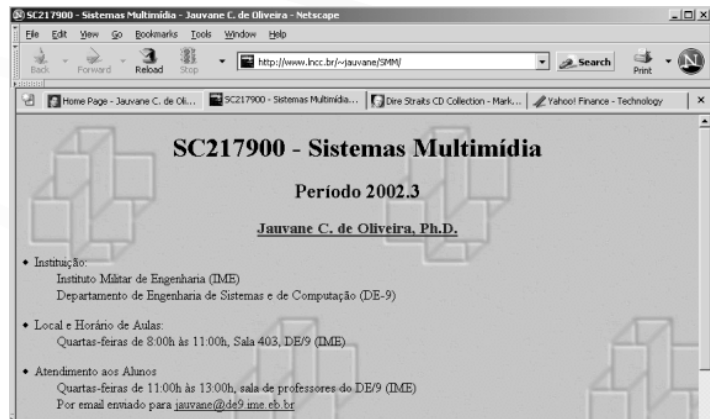 SC217900 - Sistemas Multimídia - Jauvane C. de Oliveira - Netscape
File Edit View Go Bookmarks Tools Window Help
Back Forward Reload Stop http://www.lncc.br/~jauvane/SMM/ Search Print N
Home Page - Jauvane C. de Oli... SC217900 - Sistemas Multimídia... Dire Straits CD Collection - Mark... Yahoo! Finance - Technology
SC217900 - Sistemas Multimídia
Período 2002.3
Jauvane C. de Oliveira, Ph.D.
• Instituição:
Instituto Militar de Engenharia (IME)
Departamento de Engenharia de Sistemas e de Computação (DE-9)
• Local e Horário de Aulas:
Quartas-feiras de 8:00h às 11:00h, Sala 403, DE/9 (IME)
• Atendimento aos Alunos
Quartas-feiras de 11:00h às 13:00h, sala de professores do DE/9 (IME)
Por email enviado para jauvane@de9.ime.eb.br